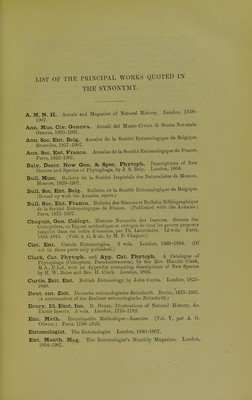 LIST OF THE PRINCIPAL WORKS QUOTED IN
THE SYNONYMY.
A. M. N. H. Annals and Magazine of Natural History. London, 1838-
1907.
Ann. Mus. Civ. Genova. Annali del Museo Civico di Storia Naturale.
Genova, 1870-1907.
Ann. Soc. Ent. Belg. Annales de la Société Entomologique de Belgique.
Bruxelles, 1857-1907.
Ann. Soc. Ent. France. Annales de la Société Entomologique de France.
Paris, 1832-1907.
Baly, Descr. New Gen. & Spec. Phytoph. Descriptions of New
Genera and Species of Phytophaga, by J. S. Baly. London, 1864.
Bull. Mosc. Bulletin de la Société Impériale des Naturalistes de Moscou.
Moscow, 1829-1907.
Bull. Soc. Ent. Belg. Bulletin de la Société Entomologique de Belgique.
(Bound up with the Annales, supra.)
Bull. Soc. Ent. France. Bulletin des Séances et Bulletin Bibliographique
de la Société Entomologique de France. (Published with the Annales.)
Paris, 1873-1907.
Chapuis, Gen. Coléopt. Histoire Naturelle des Insectes. Genera des
Coléoptères, ou Exposé méthodique et critique de tous les genres proposés
jusqu'ici dans cet ordre d'insectes, par Th. Lacordaire. 12 vols. Paris,
1854-1876. (Vols. x. & xi. by M. F. Chapuis.)
Cist. Ent. Cistula Entomologica. 3 vols. London, 1869-1884. (Of
vol. iii. three parts only published.)
Clark, Cat. Phytoph. and App. Cat. Phytoph. A Catalogue of
Phytophaga (Coleoptera, Pseudotetramera), by the Rev. Hamlet Clark,
M.A., F.L.S., with an Appendix containing descriptions of New Species
by H. W. Bates and Rev. H. Clark. London, 1866.
Curtis, Brit. Ent. British Entomology by John Curtis. London, 1823-
1840.
Deut. ent. Zeit. Deutsche entomologische Zeitschrift. Berlin, 1875-1907.
(A continuation of the Berliner entomologische Zeitschrift.)
Drury, Ill. Exot. Ins. D. Drury, Illustrations of Natural History, &c.
Exotic Insects. 3 vols. London, 1770-1782.
Enc. Méth. Encyclopédie Méthodique—Insectes. (Vol. V. par A. G.
Olivier.) Paris, 1789-1825.
Entomologist. The Entomologist. London, 1840-1907.
Ent. Month. Mag. The Entomologist's Monthly Magazine. London,
1864-1907.